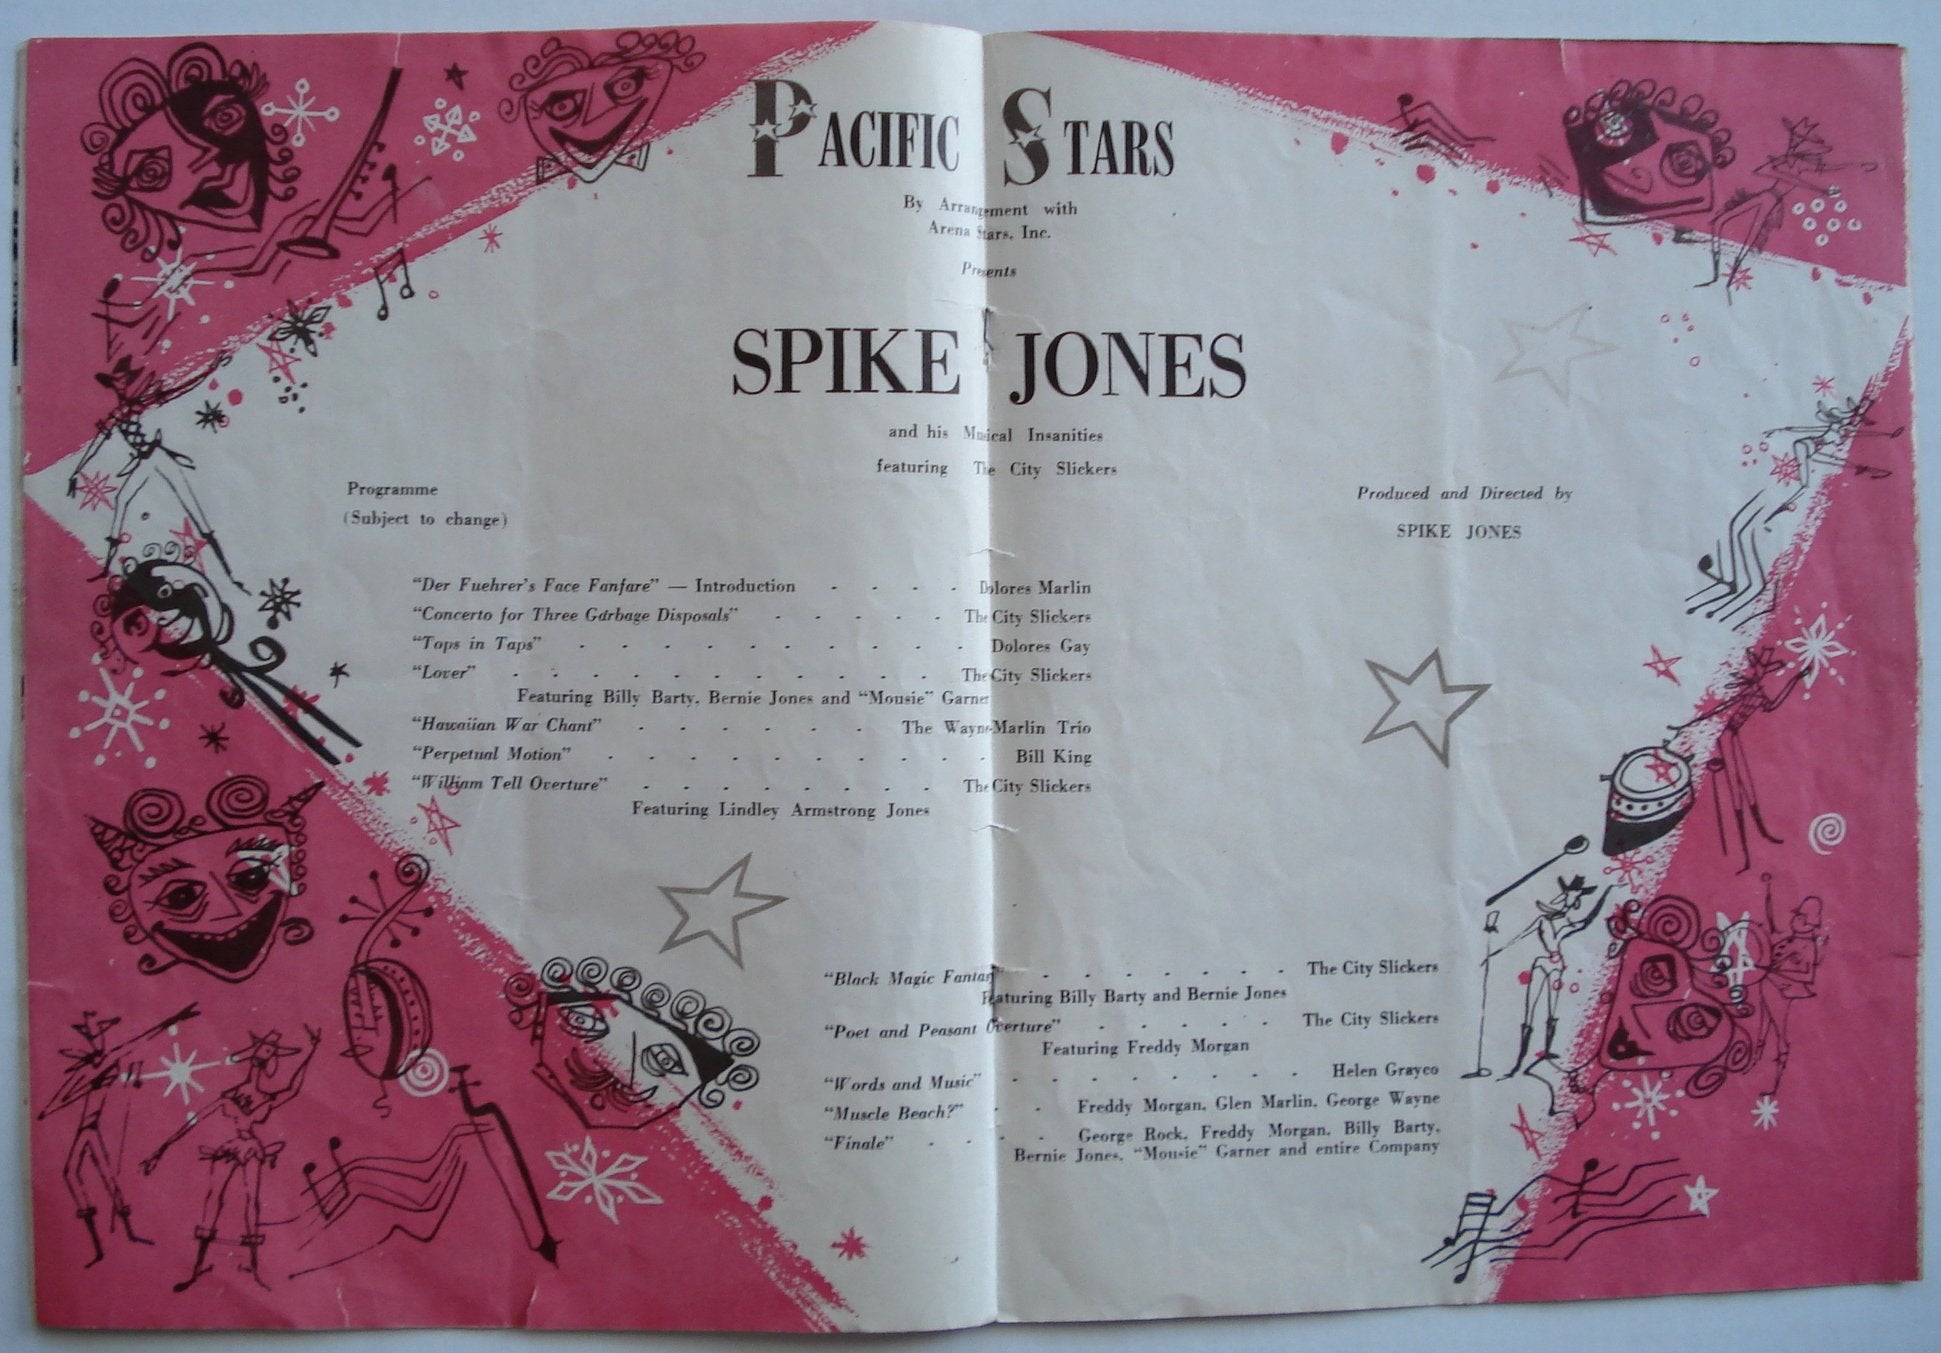 PACIFIC STARS
By Arrangement with
Arena Stars, Inc.
Presents
SPIKE JONES
and his Musical Insanities
featuring The City Slickers
Programme
(Subject to change)
Produced and Directed by
SPIKE JONES
"Der Fuehrer's Face Fanfare" — Introduction - - - - Dolores Marlin
"Concerto for Three Garbage Disposals" - - - - - The City Slickers
"Tops in Taps" - - - - - - - - - - Dolores Gay
"Lover" - - - - - - - - - - - - The City Slickers
Featuring Billy Barty, Bernie Jones and "Mousie" Garner
"Hawaiian War Chant" - - - - - - The Wayne-Marlin Trio
"Perpetual Motion" - - - - - - - - - - Bill King
"William Tell Overture" - - - - - - - - The City Slickers
Featuring Lindley Armstrong Jones
"Black Magic Fantasy" - - - - - - - The City Slickers
Featuring Billy Barty and Bernie Jones
"Poet and Peasant Overture" - - - - - The City Slickers
Featuring Freddy Morgan
"Words and Music" - - - - - - - - Helen Grayco
"Muscle Beach?" - - Freddy Morgan, Glen Marlin, George Wayne
"Finale" - - - - George Rock, Freddy Morgan, Billy Barty,
Bernie Jones, "Mousie" Garner and entire Company